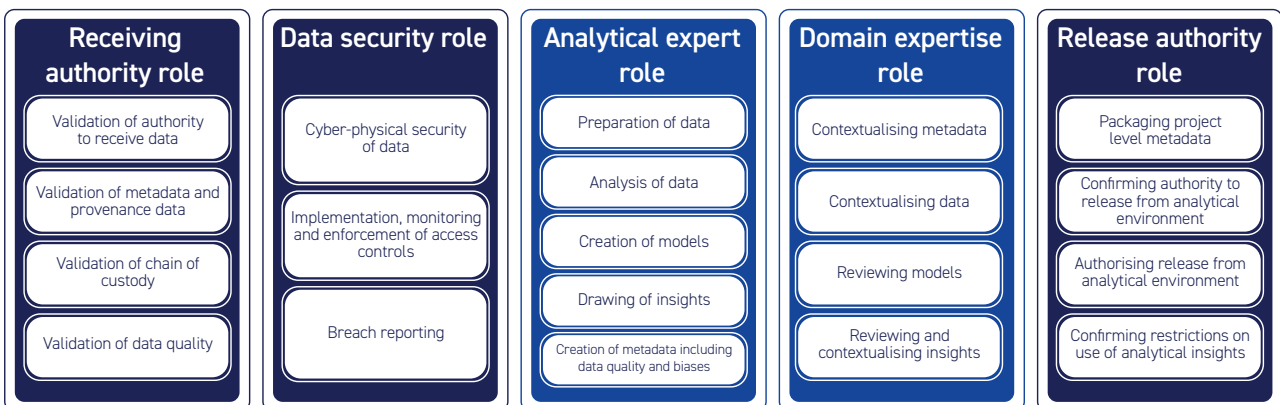 Receiving
authority role
Validation of authority
to receive data
Validation of metadata and
provenance data
Validation of chain of
custody
Validation of data quality
Data security role
Cyber-physical security
of data
Implementation, monitoring
and enforcement of access
controls
Breach reporting
Analytical expert
role
Preparation of data
Analysis of data
Creation of models
Drawing of insights
Creation of metadata including
data quality and biases
Domain expertise
role
Contextualising metadata
Contextualising data
Reviewing models
Reviewing and
contextualising insights
Release authority
role
Packaging project
level metadata
Confirming authority to
release from analytical
environment
Authorising release from
analytical environment
Confirming restrictions on
use of analytical insights